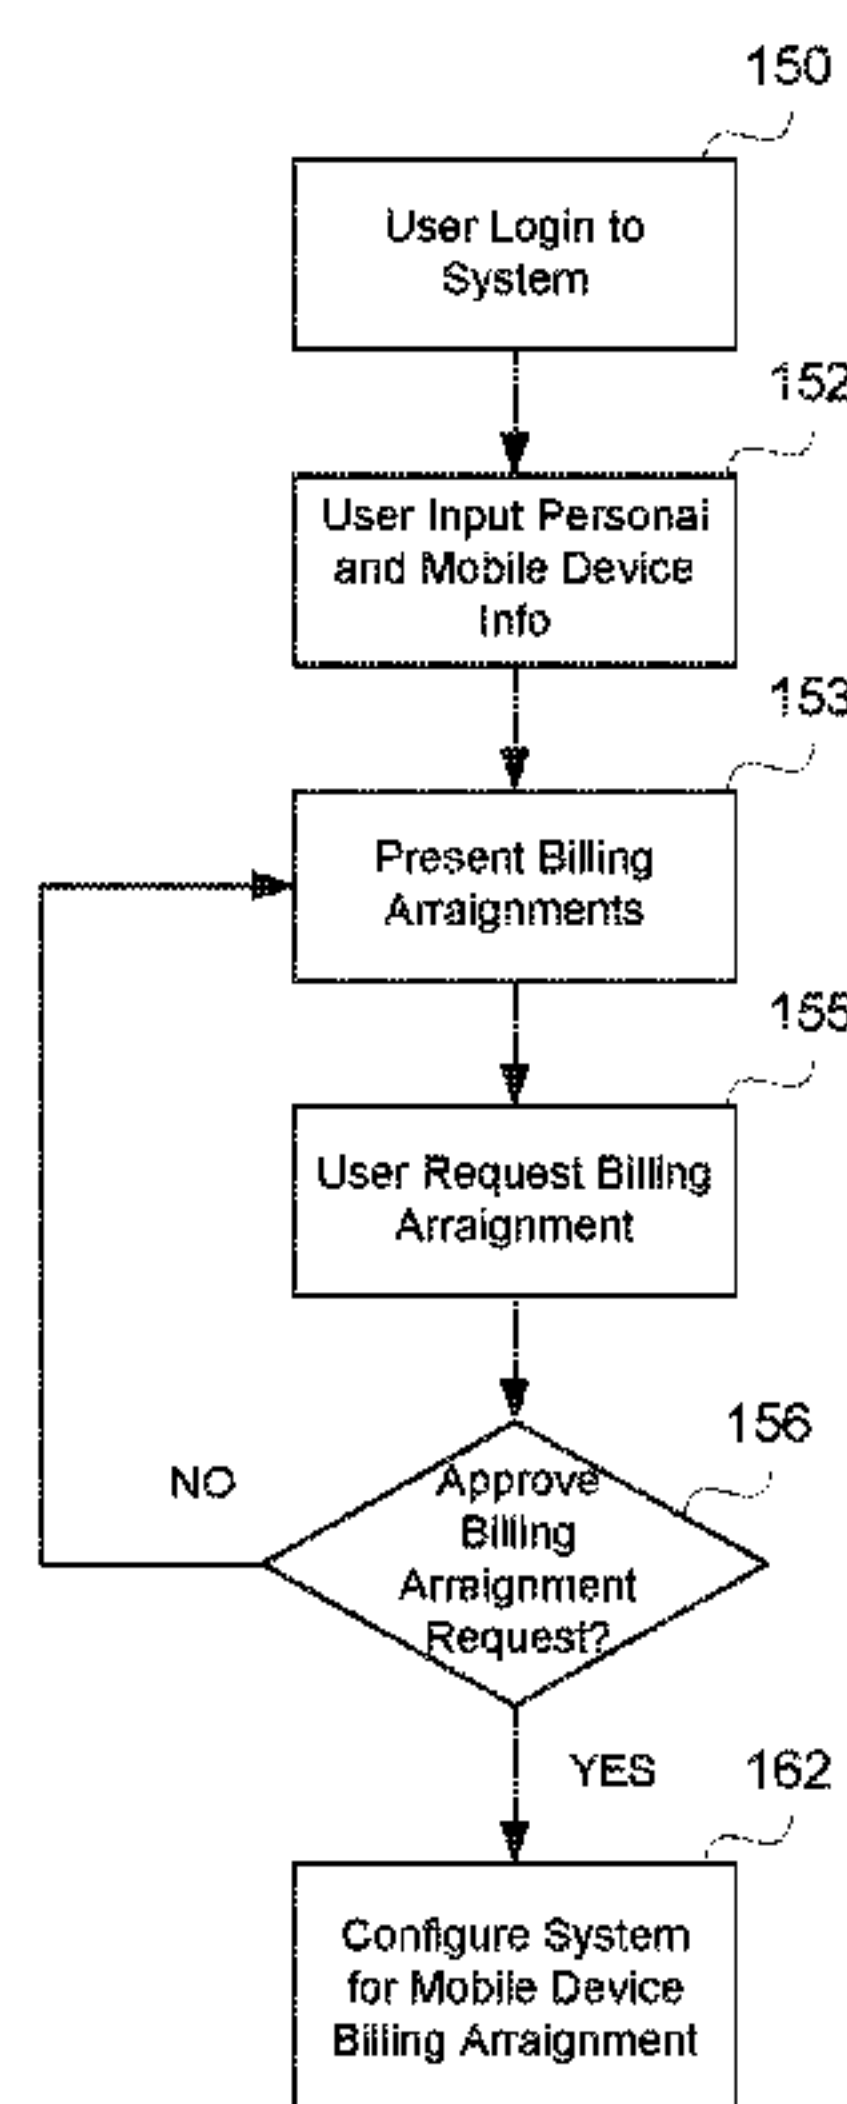 150
User Login to
System
152
User Input Personal
and Mobile Device
Info
153
Present Billing
Arraignments
155
User Request Billing
Arraignment
156
NO
Approve
Billing
Arraignment
Request?
YES
162
Configure System
for Mobile Device
Billing Arraignment